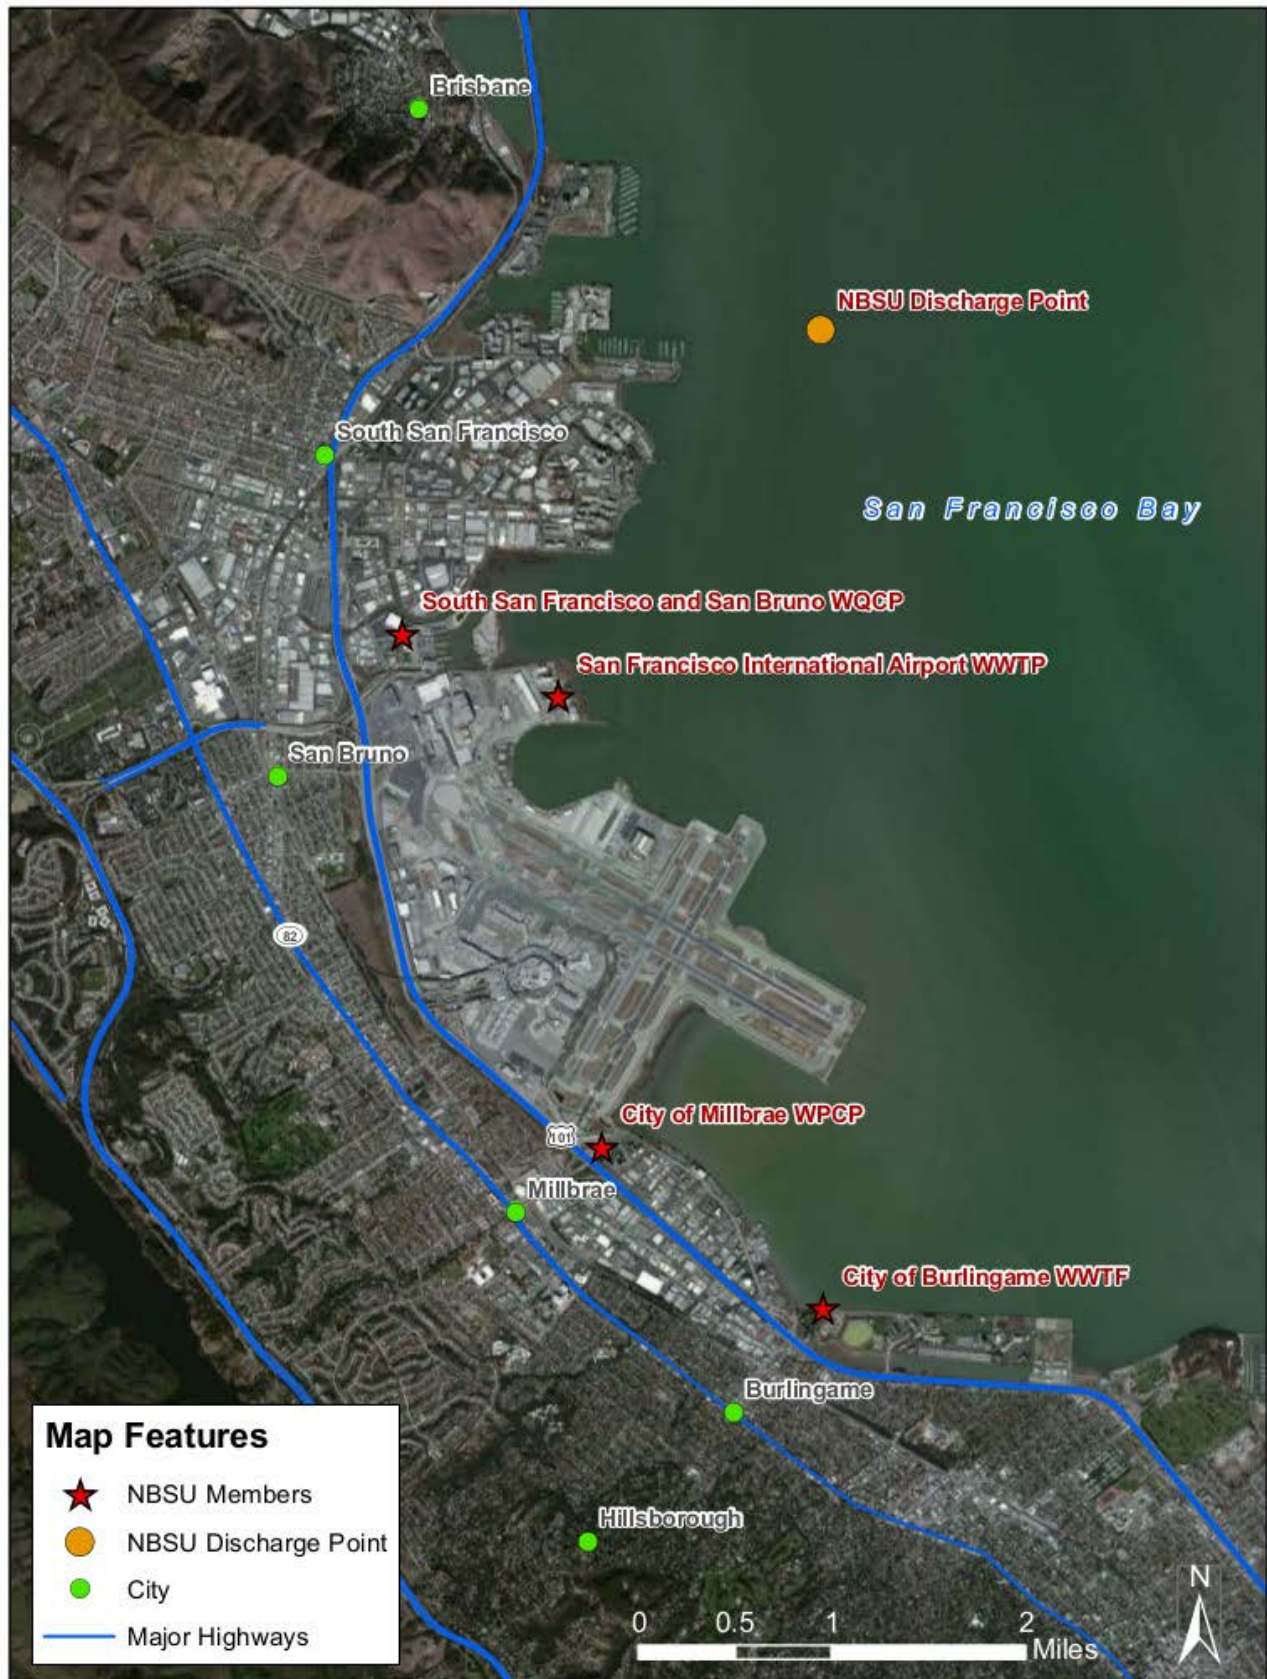 Brisbane
NBSU Discharge Point
South San Francisco
San Francisco Bay
South San Francisco and San Bruno WQCP
San Francisco International Airport WWTP
San Bruno
82
City of Millbrae WPCP
101
Millbrae
City of Burlingame WWTF
Burlingame
Hillsborough
Map Features
NBSU Members
NBSU Discharge Point
City
Major Highways
N
0 0.5 1 2
Miles